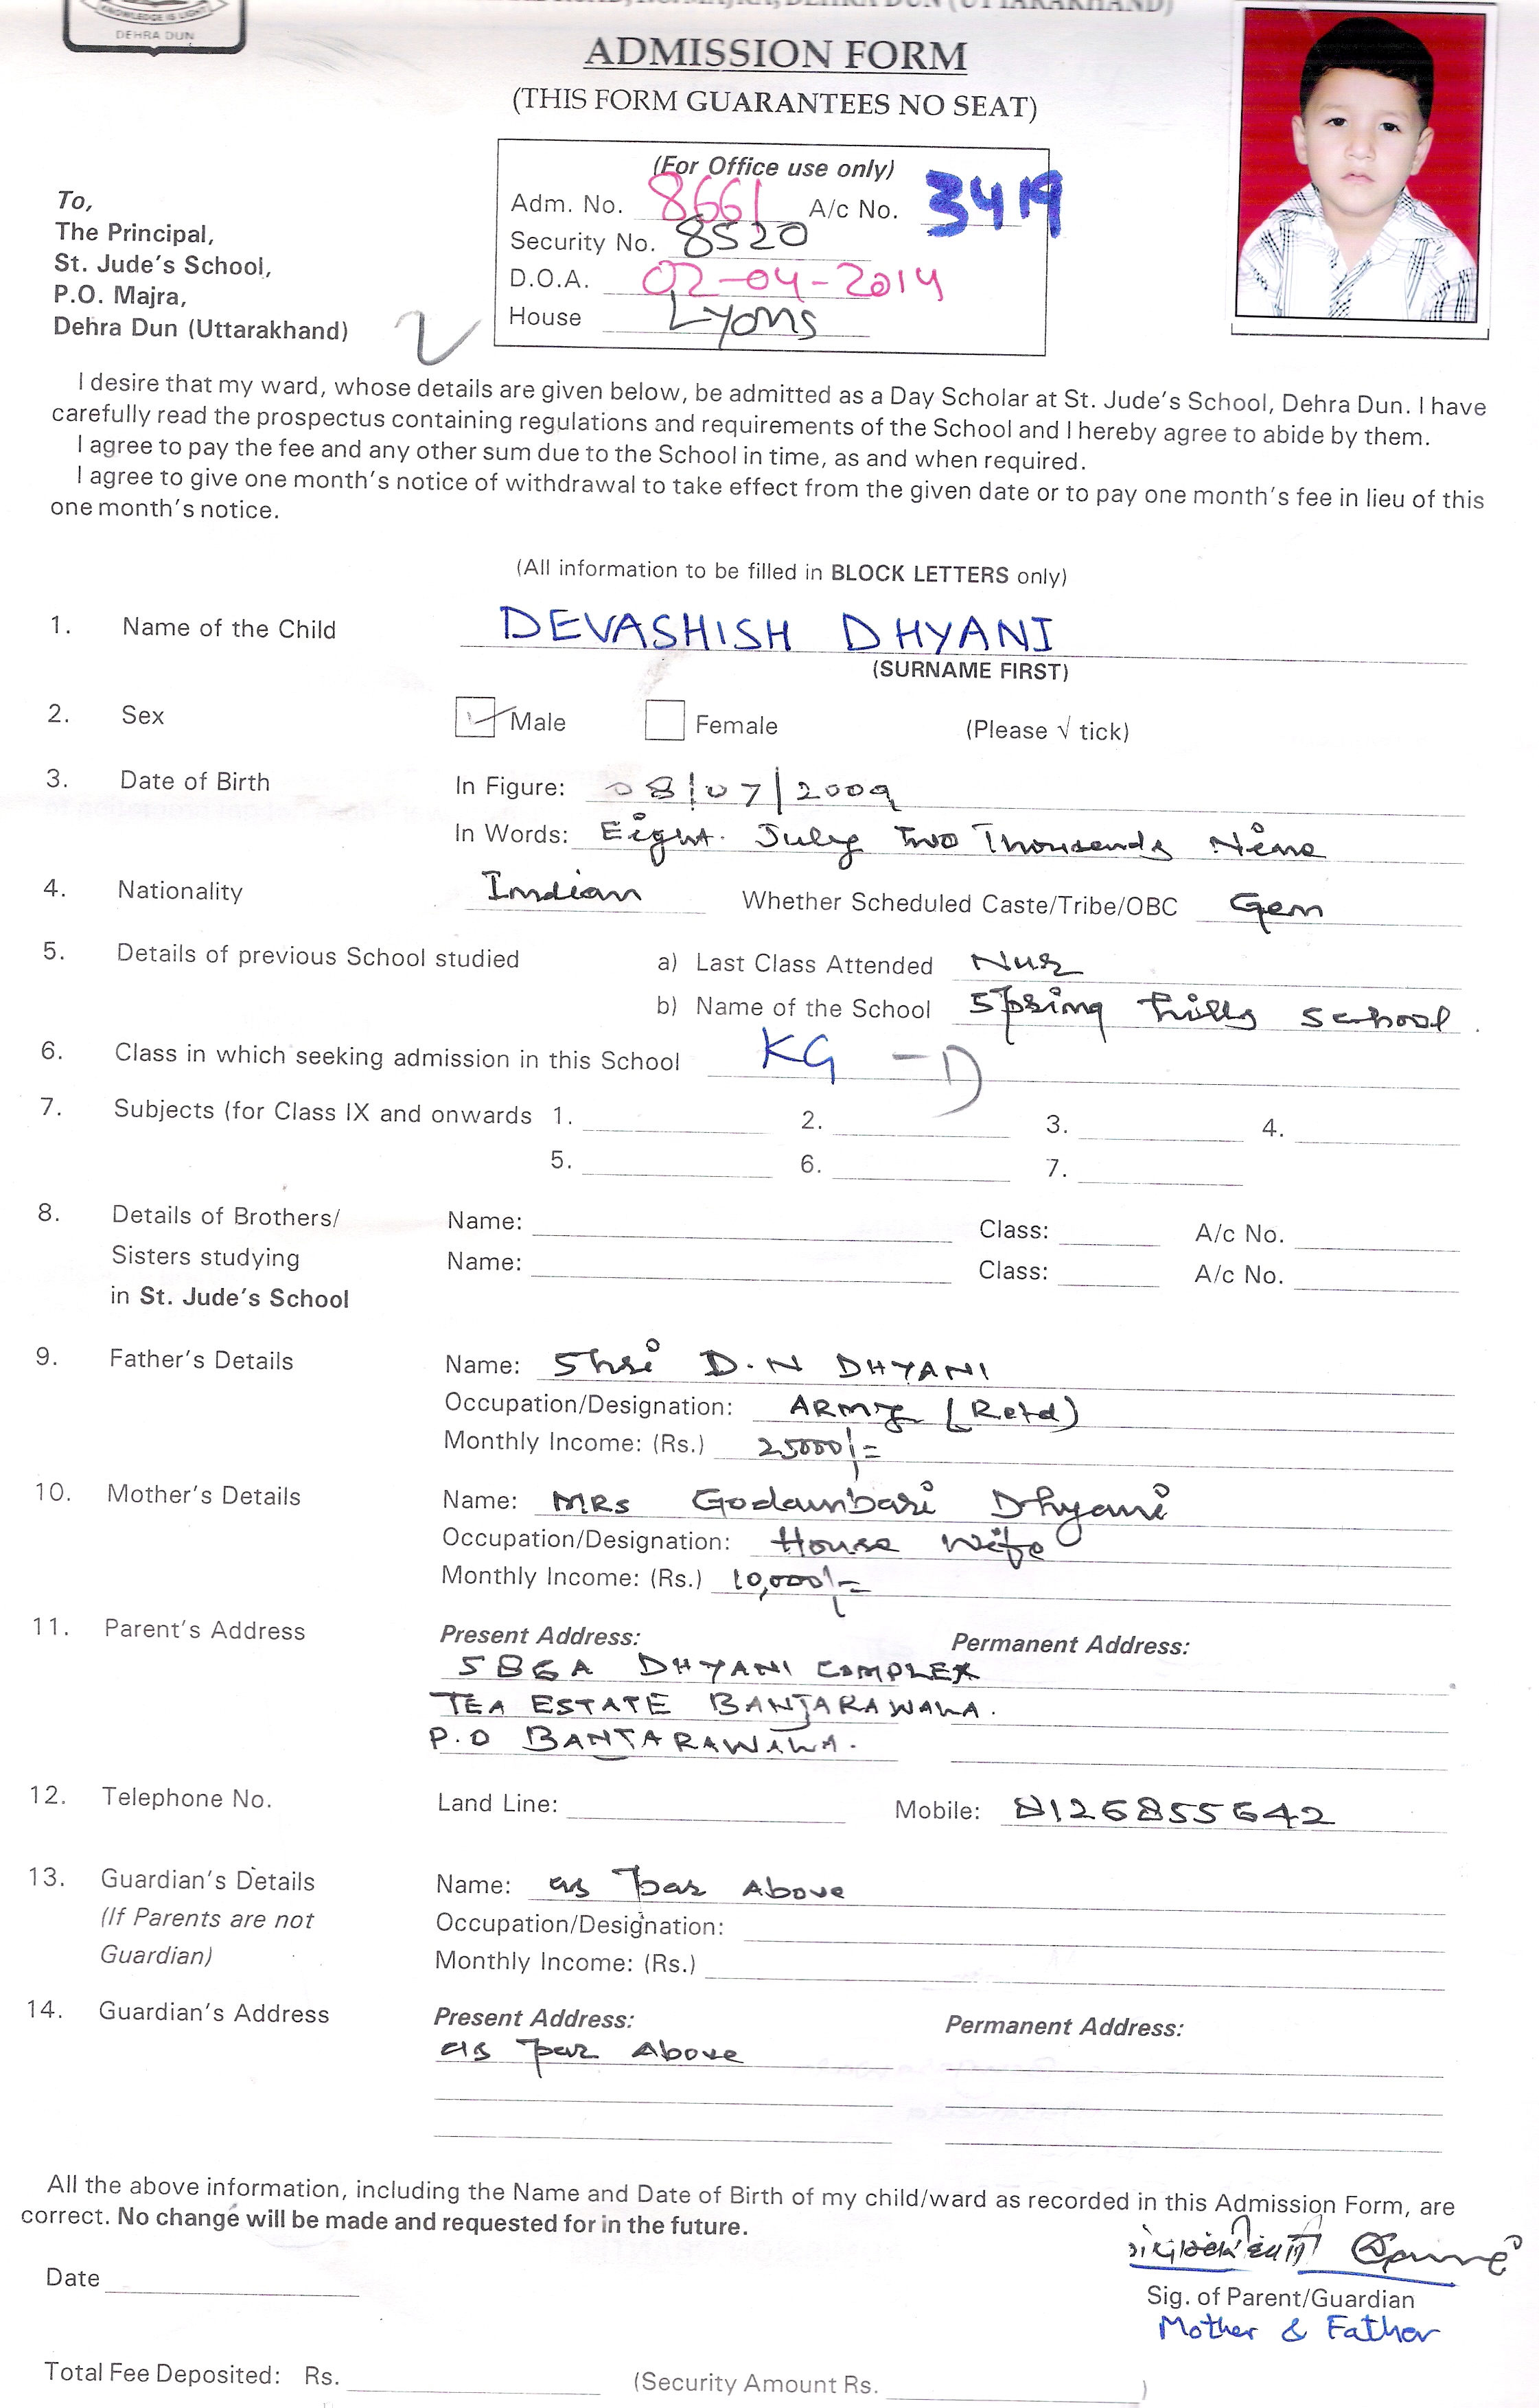 KNOWLEDGE IS LIGHT
DEHRA DUN
ADMISSION FORM
(THIS FORM GUARANTEES NO SEAT)
(For Office use only)
Adm. No. 8661 A/c No. 3419
Security No. 8520
D.O.A. 02-04-2014
House Lyons
To,
The Principal,
St. Jude's School,
P.O. Majra,
Dehra Dun (Uttarakhand)
I desire that my ward, whose details are given below, be admitted as a Day Scholar at St. Jude's School, Dehra Dun. I have
carefully read the prospectus containing regulations and requirements of the School and I hereby agree to abide by them.
I agree to pay the fee and any other sum due to the School in time, as and when required.
I agree to give one month's notice of withdrawal to take effect from the given date or to pay one month's fee in lieu of this
one month's notice.
(All information to be filled in BLOCK LETTERS only)
1. Name of the Child DEVASHISH DHYANI
(SURNAME FIRST)
2. Sex Male Female (Please √ tick)
3. Date of Birth In Figure: 08/07/2009
In Words: Eight July Two Thousands Nine
4. Nationality Indian Whether Scheduled Caste/Tribe/OBC Gen
5. Details of previous School studied a) Last Class Attended Nur
b) Name of the School Spring hills School.
6. Class in which seeking admission in this School KG - D
7. Subjects (for Class IX and onwards 1. 2. 3. 4.
5. 6. 7.
8. Details of Brothers/ Name: Class: A/c No.
Sisters studying Name: Class: A/c No.
in St. Jude's School
9. Father's Details Name: Shri D.N DHYANI
Occupation/Designation: ARMY (Retd)
Monthly Income: (Rs.) 25000/=
10. Mother's Details Name: MRS Godambari Dhyani
Occupation/Designation: House Wife
Monthly Income: (Rs.) 10,000/=
11. Parent's Address Present Address: Permanent Address:
586A DHYANI COMPLEX
TEA ESTATE BANJARAWALA.
P.O BANJARAWALA.
12. Telephone No. Land Line: Mobile: 8126855642
13. Guardian's Details Name: as par Above
(If Parents are not Occupation/Designation:
Guardian) Monthly Income: (Rs.)
14. Guardian's Address Present Address: Permanent Address:
as par Above
All the above information, including the Name and Date of Birth of my child/ward as recorded in this Admission Form, are
correct. No change will be made and requested for in the future.
Date
Sig. of Parent/Guardian
Mother & Father
Total Fee Deposited: Rs. (Security Amount Rs. )